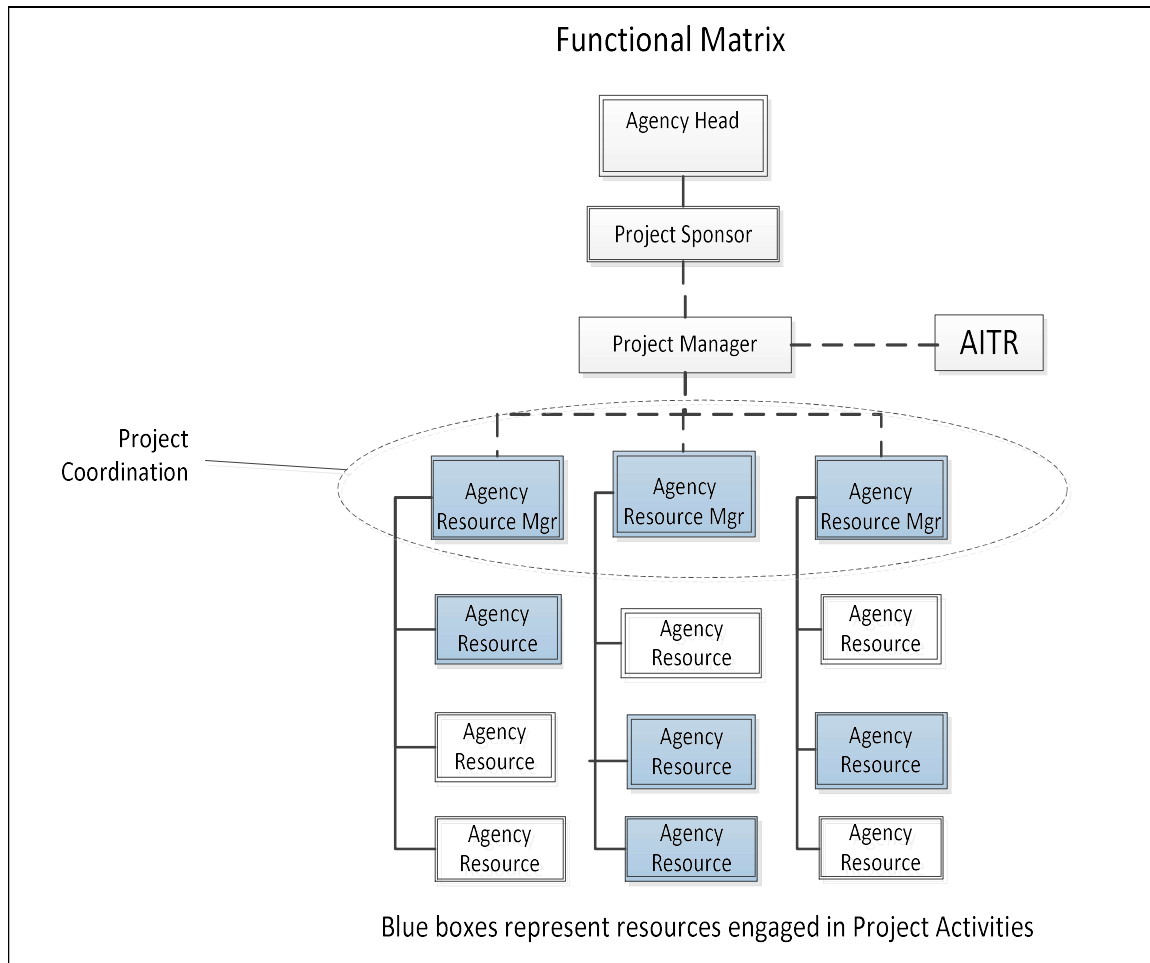 Functional Matrix
Agency Head
Project Sponsor
Project Manager
AITR
Project
Coordination
Agency
Resource Mgr
Agency
Resource Mgr
Agency
Resource Mgr
Agency
Resource
Agency
Resource
Agency
Resource
Agency
Resource
Agency
Resource
Agency
Resource
Agency
Resource
Agency
Resource
Agency
Resource
Blue boxes represent resources engaged in Project Activities